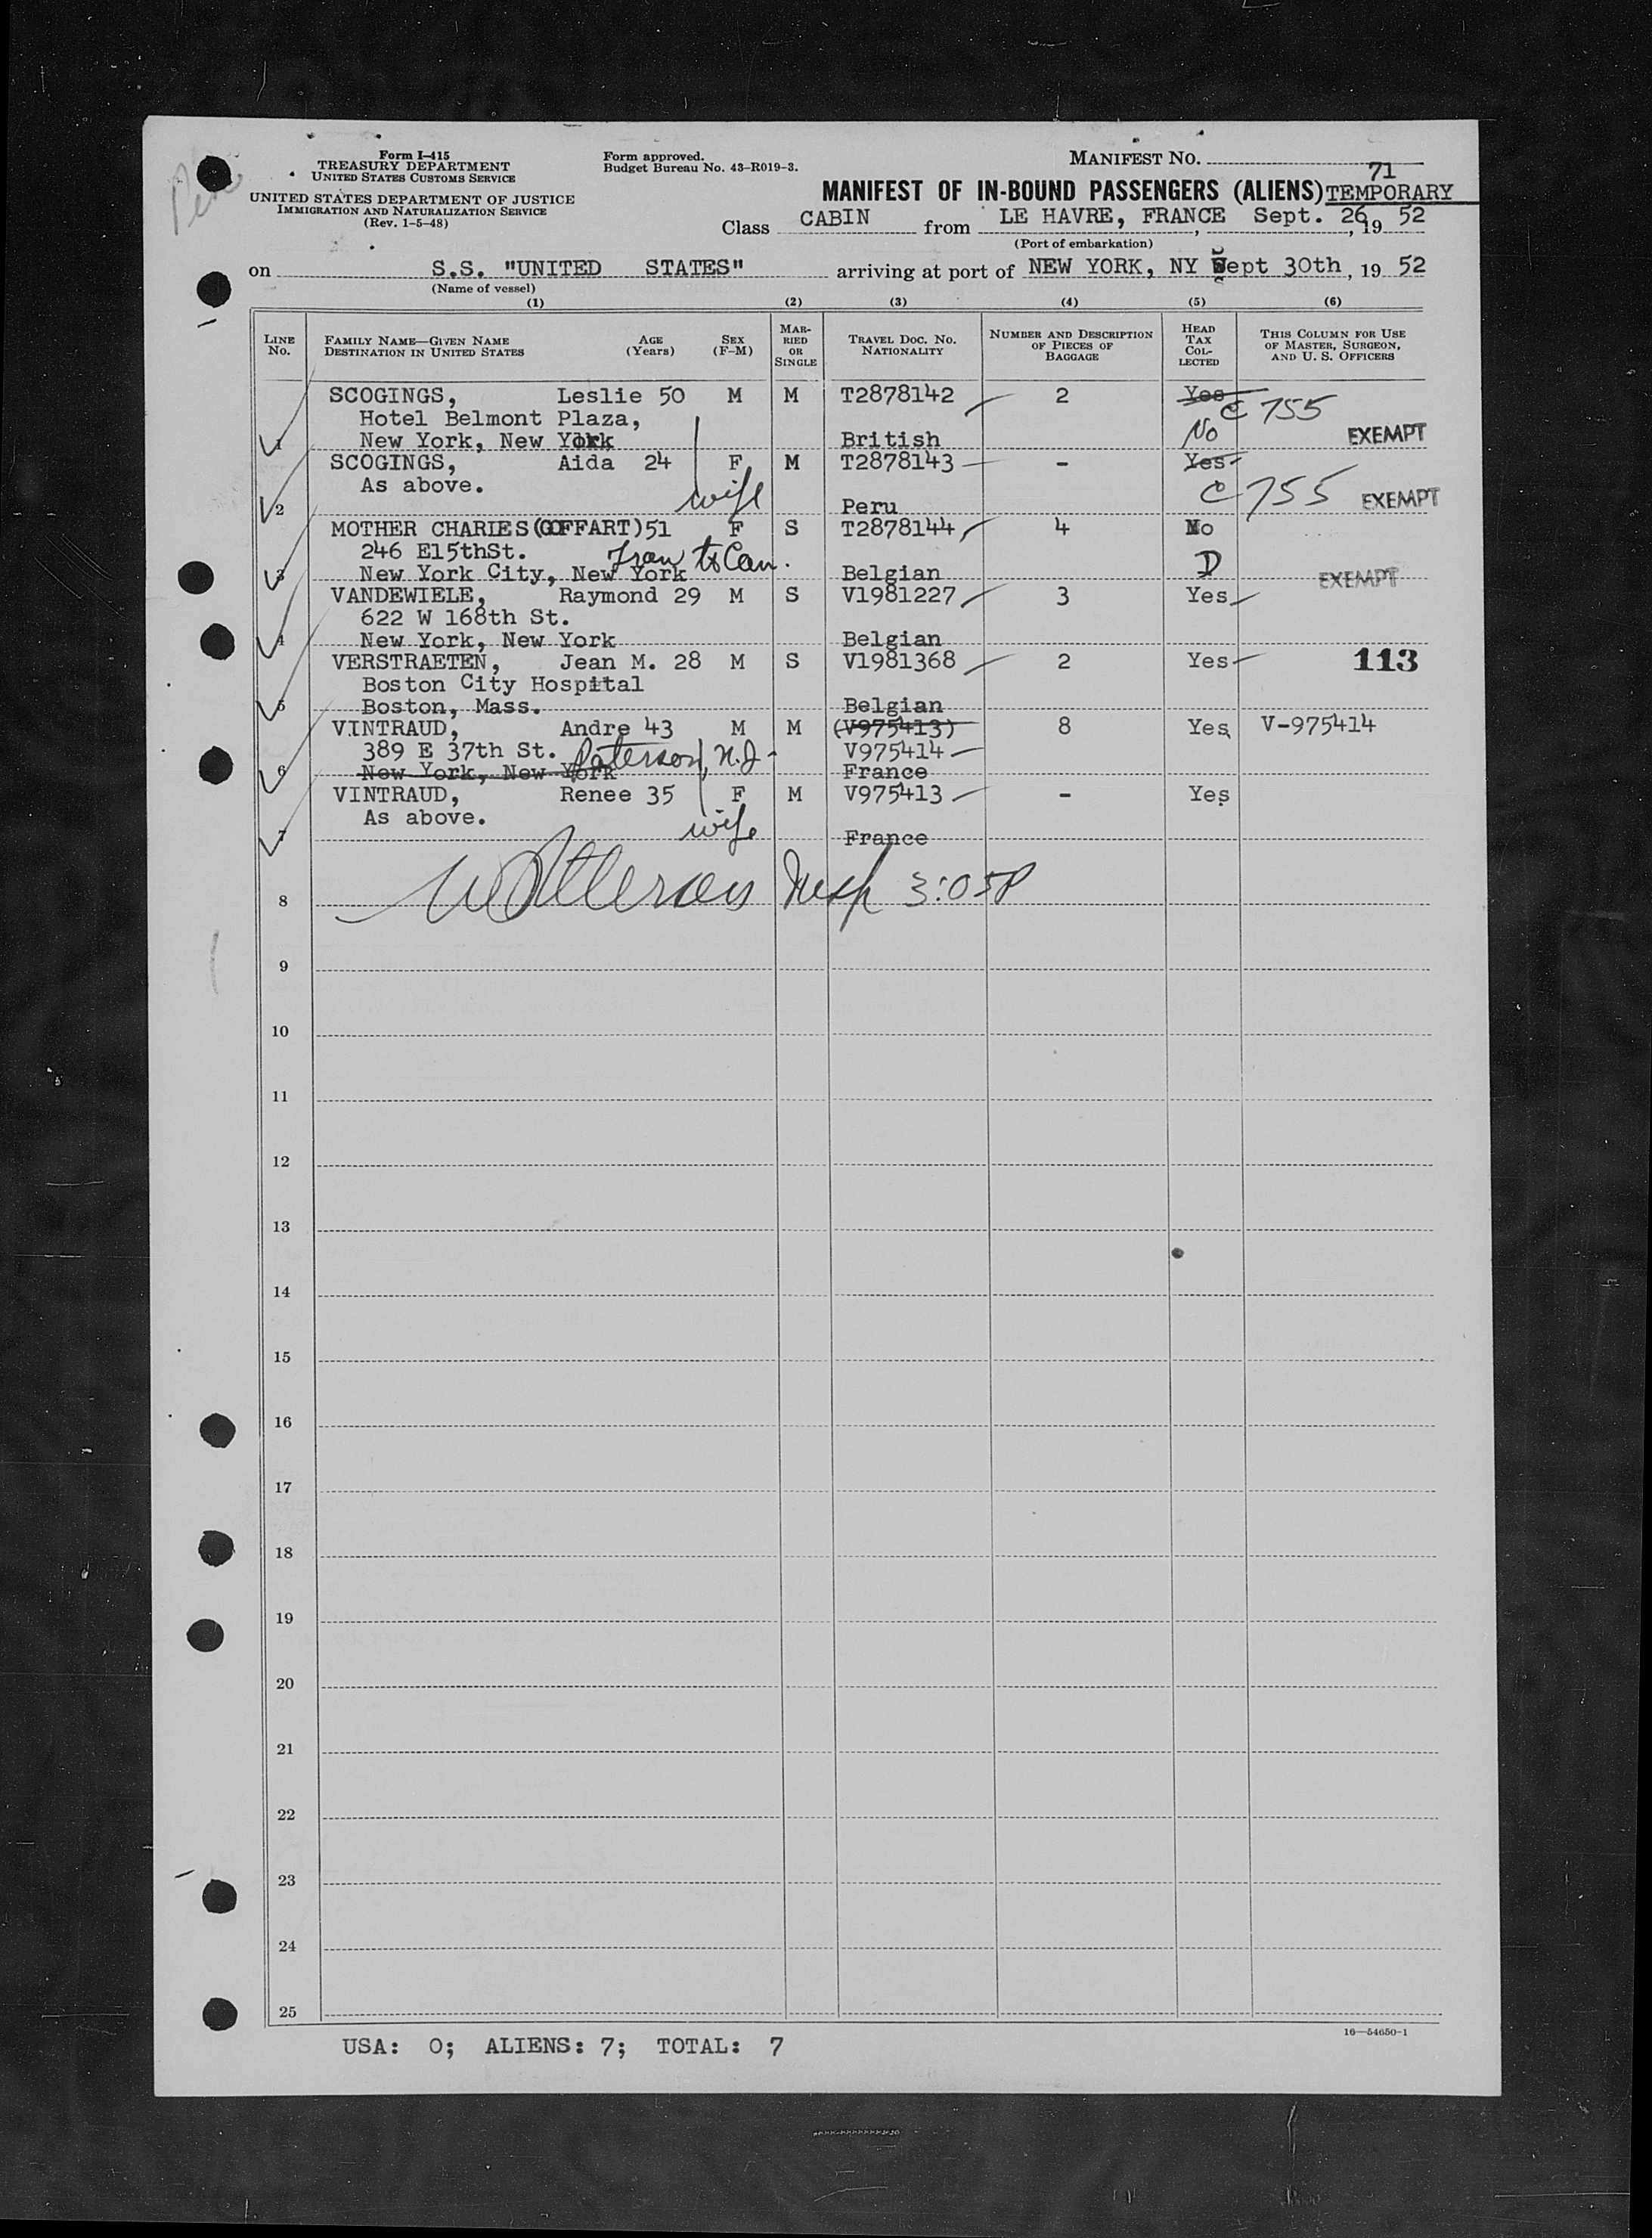 Form I-415
TREASURY DEPARTMENT
UNITED STATES CUSTOMS SERVICE
UNITED STATES DEPARTMENT OF JUSTICE
IMMIGRATION AND NATURALIZATION SERVICE
(Rev. 1-5-48)
Form approved.
Budget Bureau No. 43-R019-3.
MANIFEST NO.
71
MANIFEST OF IN-BOUND PASSENGERS (ALIENS) TEMPORARY
Class CABIN from LE HAVRE, FRANCE, Sept. 26, 19 52
(Port of embarkation)
on S.S. "UNITED STATES" arriving at port of NEW YORK, NY Sept 30th, 19 52
(Name of vessel)
(1) (2) (3) (4) (5) (6)
LINE No. FAMILY NAME—GIVEN NAME DESTINATION IN UNITED STATES AGE (Years) SEX (F-M) MARRIED OR SINGLE TRAVEL DOC. NO. NATIONALITY NUMBER AND DESCRIPTION OF PIECES OF BAGGAGE HEAD TAX COLLECTED THIS COLUMN FOR USE OF MASTER, SURGEON, AND U. S. OFFICERS
SCOGINGS, Leslie 50 M M T2878142 2 Yes C 755
Hotel Belmont Plaza,
1 New York, New York British No EXEMPT
SCOGINGS, Aida 24 F M T2878143 - Yes
As above. wife C 755 EXEMPT
2 Peru
MOTHER CHARLES (GOFFART) 51 F S T2878144 4 No
246 E15thSt. Tran to Can. D
3 New York City, New York Belgian EXEMPT
VANDEWIELE, Raymond 29 M S V1981227 3 Yes
622 W 168th St.
4 New York, New York Belgian
VERSTRAETEN, Jean M. 28 M S V1981368 2 Yes 113
Boston City Hospital
5 Boston, Mass. Belgian
VINTRAUD, Andre 43 M M (V975413) 8 Yes V-975414
389 E 37th St. Paterson, N.J- V975414
6 New York, New York France
VINTRAUD, Renee 35 F M V975413 - Yes
As above. wife
7 France
8 Insp 3:05P
9
10
11
12
13
14
15
16
17
18
19
20
21
22
23
24
25
16—54650-1
USA: 0; ALIENS: 7; TOTAL: 7